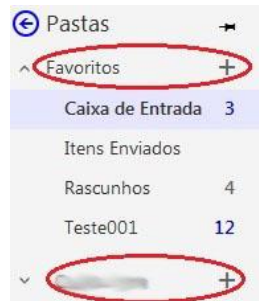 Pastas
Favoritos
Caixa de Entrada 3
Itens Enviados
Rascunhos 4
Teste001 12